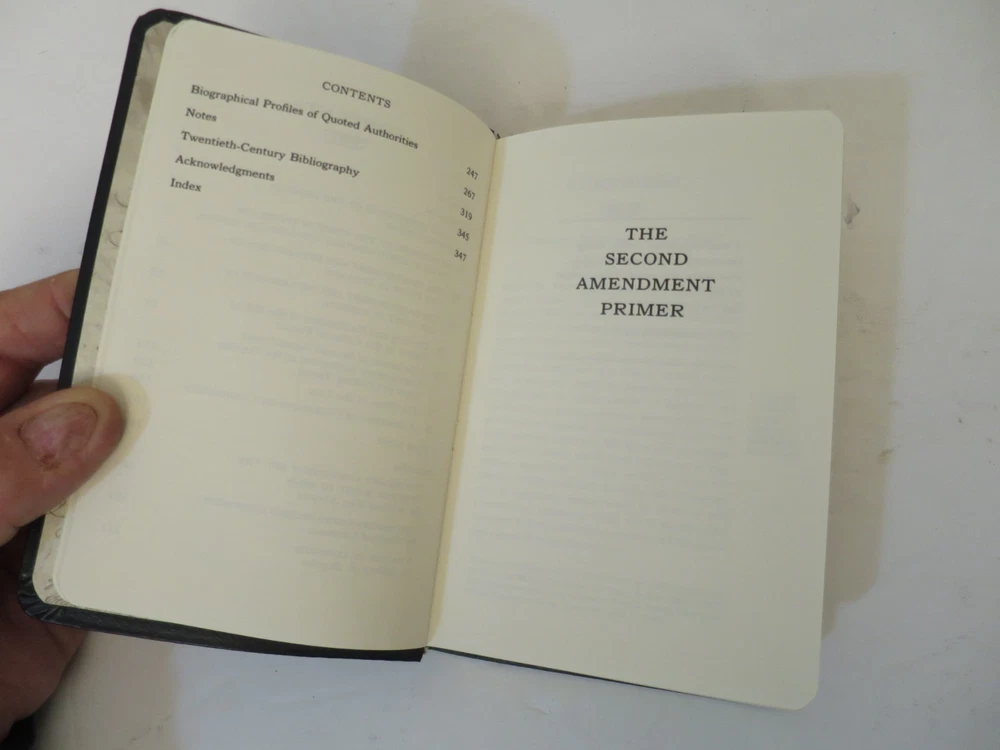 CONTENTS
Biographical Profiles of Quoted Authorities 247
Notes 267
Twentieth-Century Bibliography 319
Acknowledgments 345
Index 347
THE
SECOND
AMENDMENT
PRIMER